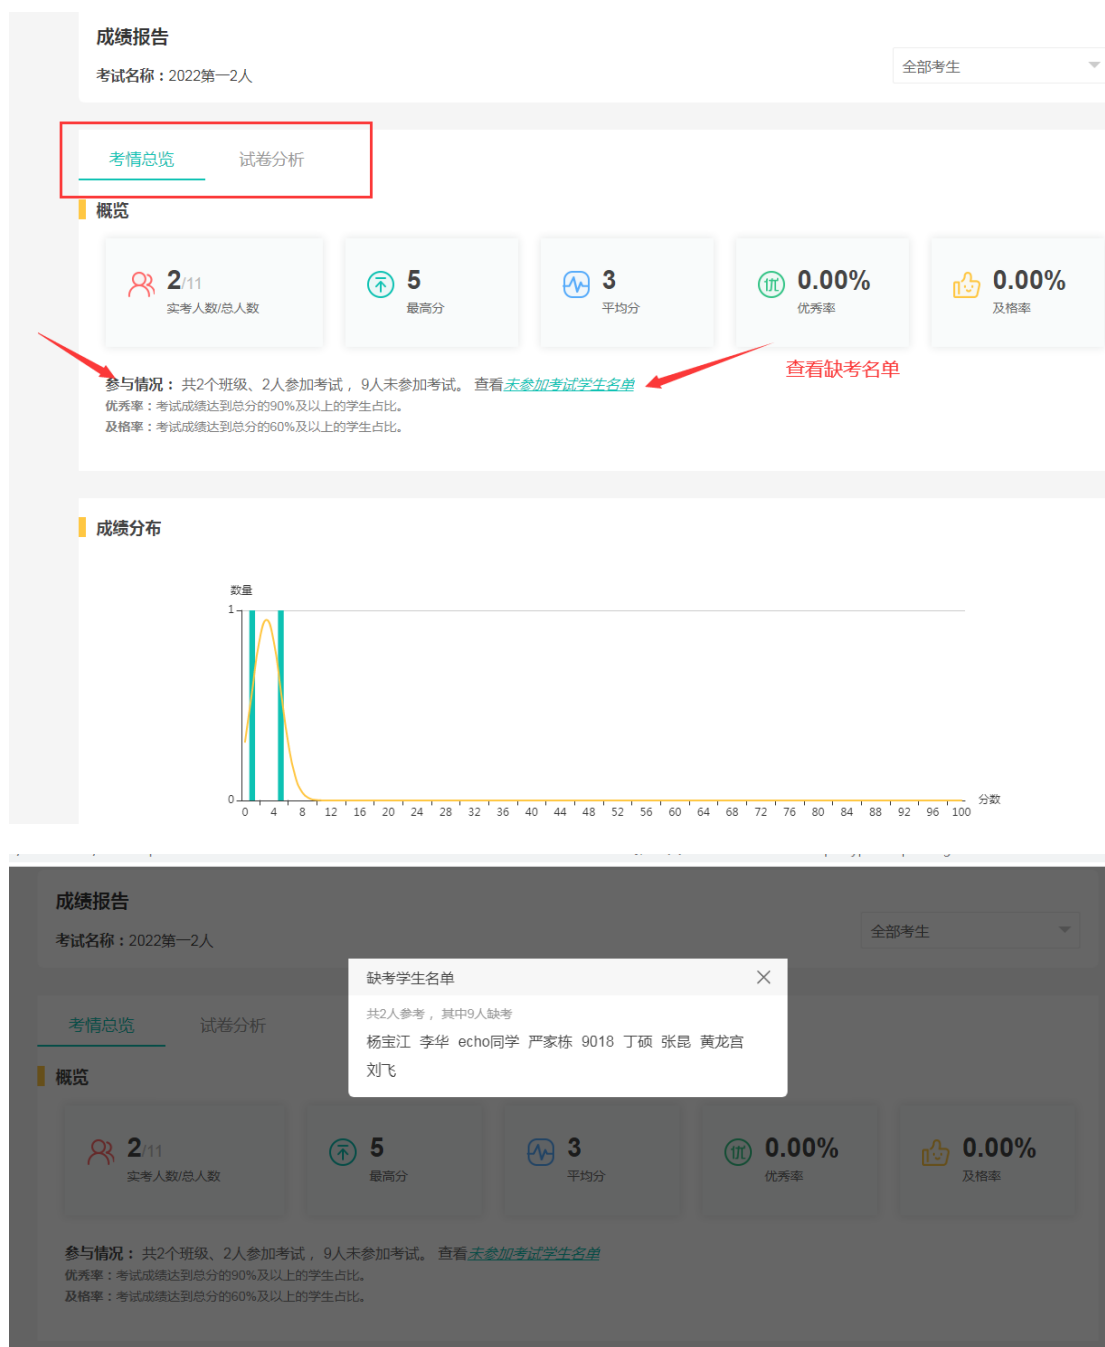 成绩报告
考试名称：2022第一2人
全部考生
考情总览 试卷分析
概览
2/11
实考人数/总人数
5
最高分
3
平均分
0.00%
优秀率
0.00%
及格率
优
查看缺考名单
参与情况：共2个班级、2人参加考试，9人未参加考试。 查看未参加考试学生名单
优秀率：考试成绩达到总分的90%及以上的学生占比。
及格率：考试成绩达到总分的60%及以上的学生占比。
成绩分布
数量
1
0
0 4 8 12 16 20 24 28 32 36 40 44 48 52 56 60 64 68 72 76 80 84 88 92 96 100
分数
成绩报告
考试名称：2022第一2人
全部考生
缺考学生名单
共2人参考，其中9人缺考
杨宝江 李华 echo同学 严家栋 9018 丁硕 张昆 黄龙宫
刘飞
考情总览 试卷分析
概览
2/11
实考人数/总人数
5
最高分
3
平均分
优
0.00%
优秀率
0.00%
及格率
参与情况：共2个班级、2人参加考试，9人未参加考试。 查看未参加考试学生名单
优秀率：考试成绩达到总分的90%及以上的学生占比。
及格率：考试成绩达到总分的60%及以上的学生占比。